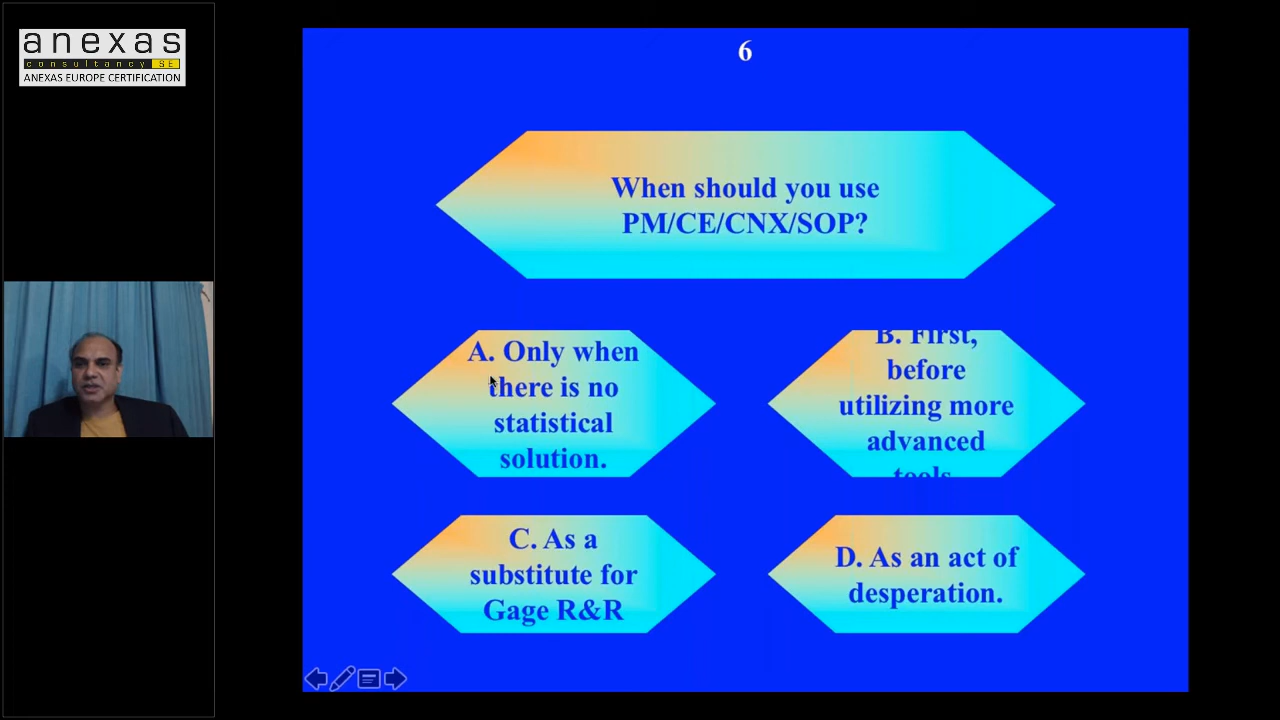 anexas
consultancy SE
ANEXAS EUROPE CERTIFICATION
6
When should you use
PM/CE/CNX/SOP?
A. Only when
there is no
statistical
solution.
B. First,
before
utilizing more
advanced
tools
C. As a
substitute for
Gage R&R
D. As an act of
desperation.